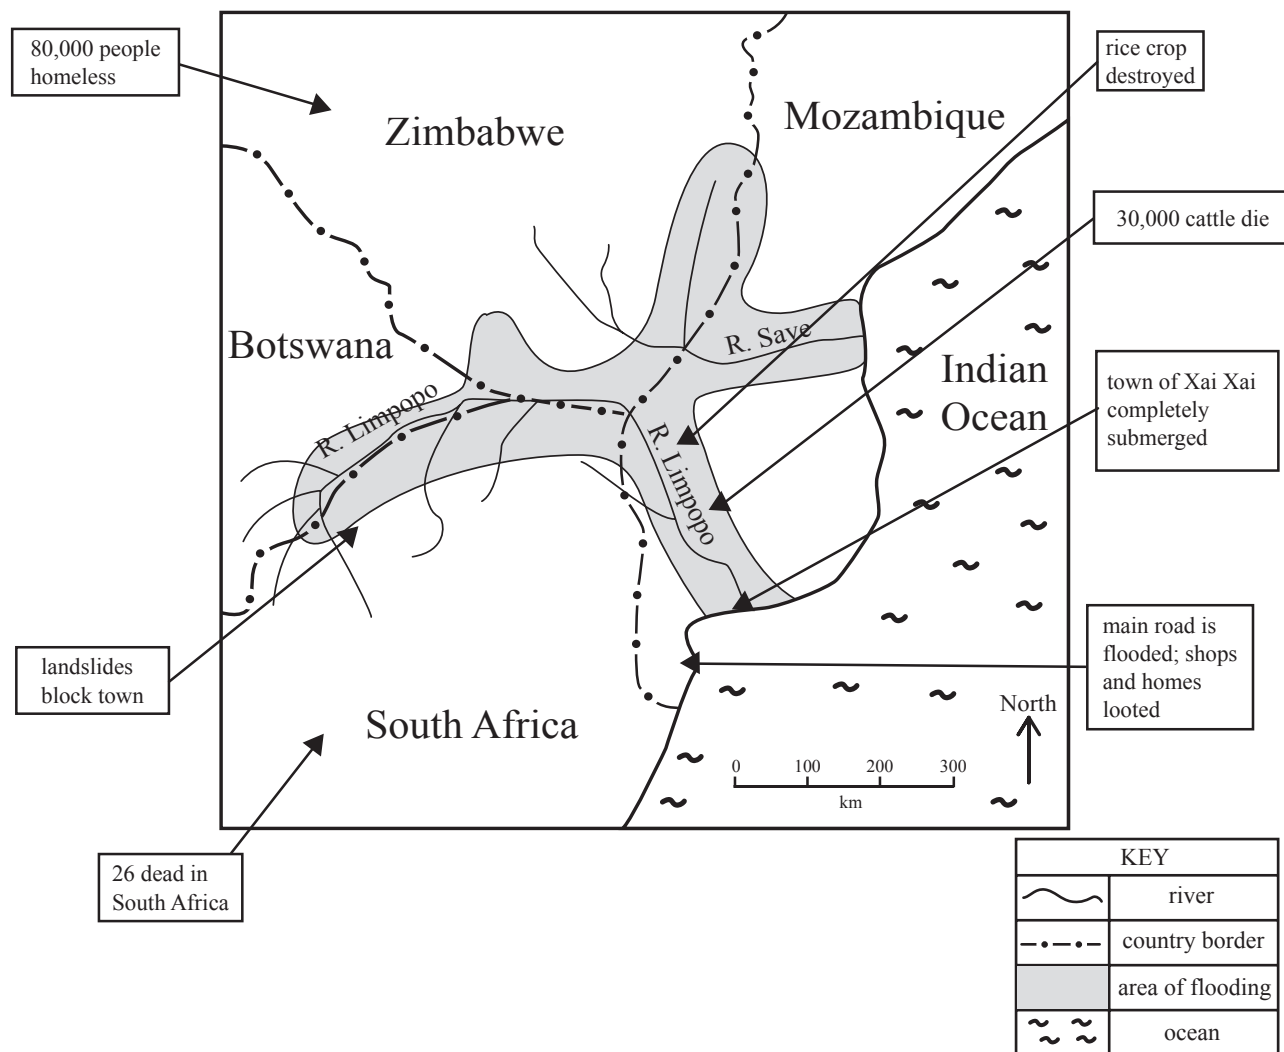 80,000 people
homeless
Zimbabwe
Mozambique
rice crop
destroyed
30,000 cattle die
Botswana
R. Save
R. Limpopo
R. Limpopo
Indian
Ocean
town of Xai Xai
completely
submerged
landslides
block town
South Africa
main road is
flooded; shops
and homes
looted
North
0 100 200 300
km
26 dead in
South Africa
KEY
river
country border
area of flooding
ocean